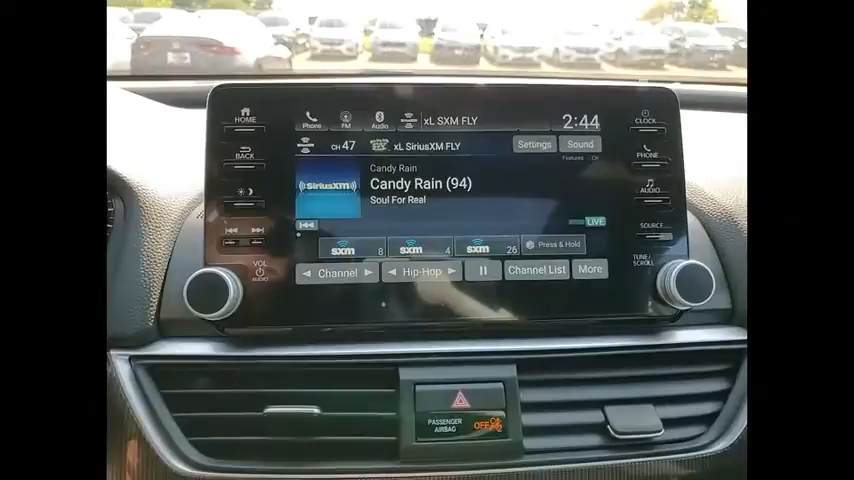 HOME
BACK
VOL
AUDIO
Phone
FM
Audio
xL SXM FLY
2:44
CH 47
xL SiriusXM FLY
Settings
Sound
Featured CH
((SiriusXM))
Candy Rain
Candy Rain (94)
Soul For Real
LIVE
sxm 8
sxm 4
sxm 26
Press & Hold
Channel
Hip-Hop
Channel List
More
CLOCK
PHONE
AUDIO
SOURCE
TUNE/
SCROLL
PASSENGER
AIRBAG
OFF